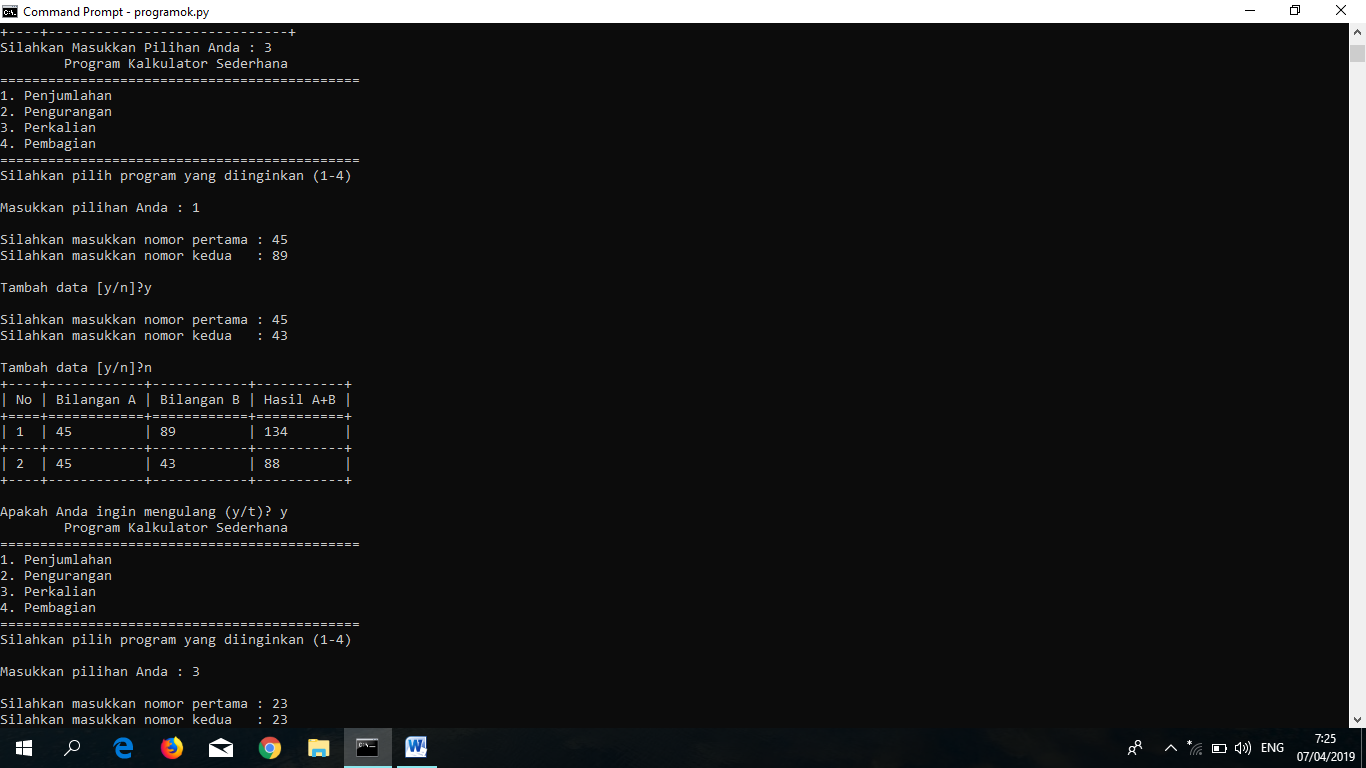 Command Prompt - programok.py
+----+------------------------------+
Silahkan Masukkan Pilihan Anda : 3
        Program Kalkulator Sederhana
=============================================
1. Penjumlahan
2. Pengurangan
3. Perkalian
4. Pembagian
=============================================
Silahkan pilih program yang diinginkan (1-4)
Masukkan pilihan Anda : 1
Silahkan masukkan nomor pertama : 45
Silahkan masukkan nomor kedua   : 89
Tambah data [y/n]?y
Silahkan masukkan nomor pertama : 45
Silahkan masukkan nomor kedua   : 43
Tambah data [y/n]?n
+----+------------+------------+-----------+
| No | Bilangan A | Bilangan B | Hasil A+B |
+====+============+============+===========+
| 1  | 45         | 89         | 134       |
+----+------------+------------+-----------+
| 2  | 45         | 43         | 88        |
+----+------------+------------+-----------+
Apakah Anda ingin mengulang (y/t)? y
        Program Kalkulator Sederhana
=============================================
1. Penjumlahan
2. Pengurangan
3. Perkalian
4. Pembagian
=============================================
Silahkan pilih program yang diinginkan (1-4)
Masukkan pilihan Anda : 3
Silahkan masukkan nomor pertama : 23
Silahkan masukkan nomor kedua   : 23
ENG
7:25
07/04/2019